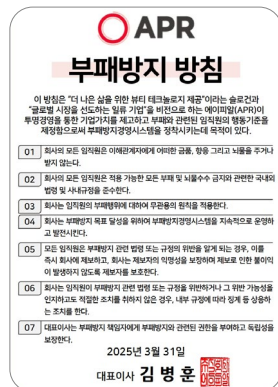 APR
부패방지 방침
이 방침은 "더 나은 삶을 위한 뷰티 테크놀로지 제공"이라는 슬로건과
"글로벌 시장을 선도하는 일류 기업"을 비전으로 하는 에이피알(APR)이
투명경영을 통한 기업가치를 제고하고 부패와 관련된 임직원의 행동기준을
제정함으로써 부패방지경영시스템을 정착시키는데 목적이 있다.
01 회사의 모든 임직원은 이해관계자에게 어떠한 금품, 향응 그리고 뇌물을 주거나
받지 않는다.
02 회사의 모든 임직원은 적용 가능한 모든 부패 및 뇌물수수 금지와 관련한 국내외
법령 및 사내규정을 준수한다.
03 회사는 임직원의 부패행위에 대하여 무관용의 원칙을 적용한다.
04 회사는 부패방지 목표 달성을 위하여 부패방지경영시스템을 지속적으로 운영하
고 발전시킨다.
05 모든 임직원은 부패방지 관련 법령 또는 규정의 위반을 알게 되는 경우, 이를
즉시 회사에 제보하고, 회사는 제보자의 익명성을 보장하며 제보로 인한 불이익
이 발생하지 않도록 제보자를 보호한다.
06 회사는 임직원이 부패방지 관련 법령 또는 규정을 위반하거나 그 위반 가능성을
인지하고도 적절한 조치를 취하지 않은 경우, 내부 규정에 따라 징계 등 상응하
는 조치를 한다.
07 대표이사는 부패방지 책임자에게 부패방지와 관련된 권한을 부여하고 독립성을
보장한다.
2025년 3월 31일
대표이사 김병훈